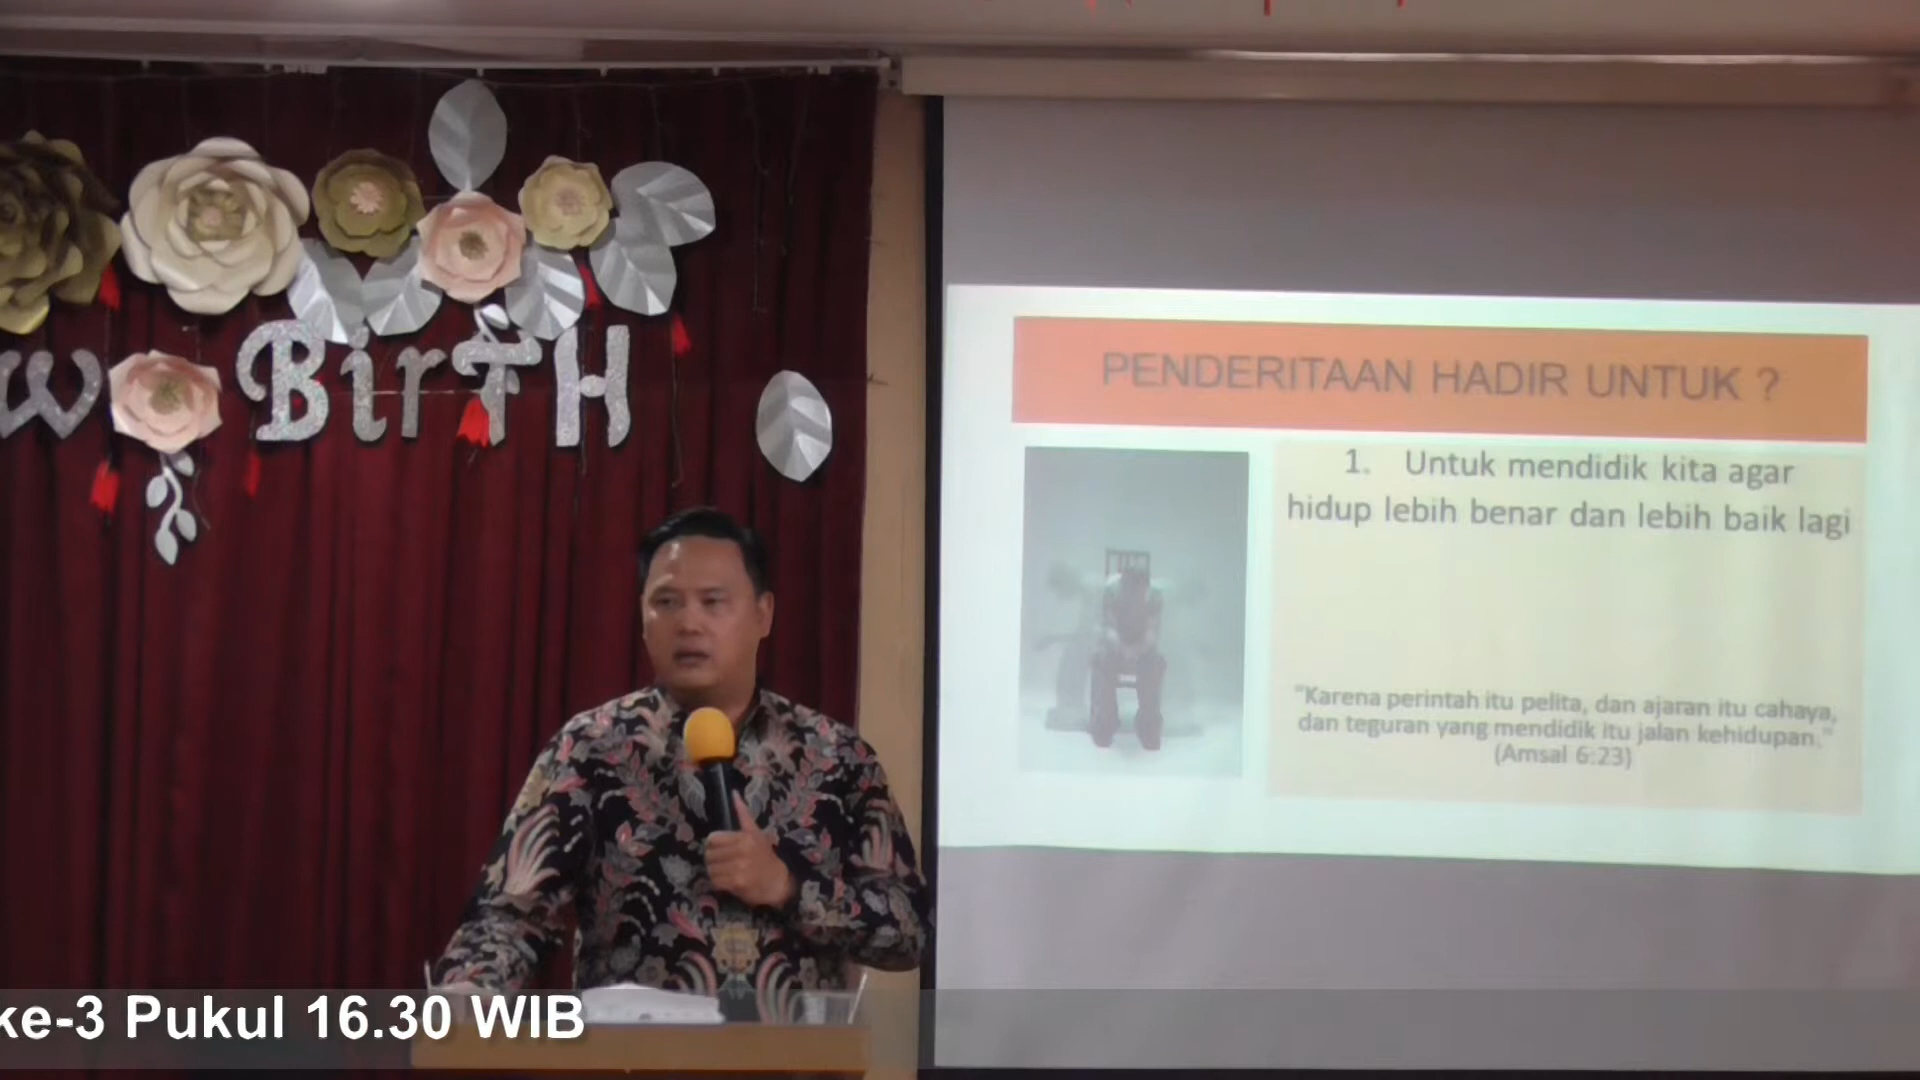 w BirTH
PENDERITAAN HADIR UNTUK ?
1. Untuk mendidik kita agar
hidup lebih benar dan lebih baik lagi
"Karena perintah itu pelita, dan ajaran itu cahaya,
dan teguran yang mendidik itu jalan kehidupan."
(Amsal 6:23)
ke-3 Pukul 16.30 WIB